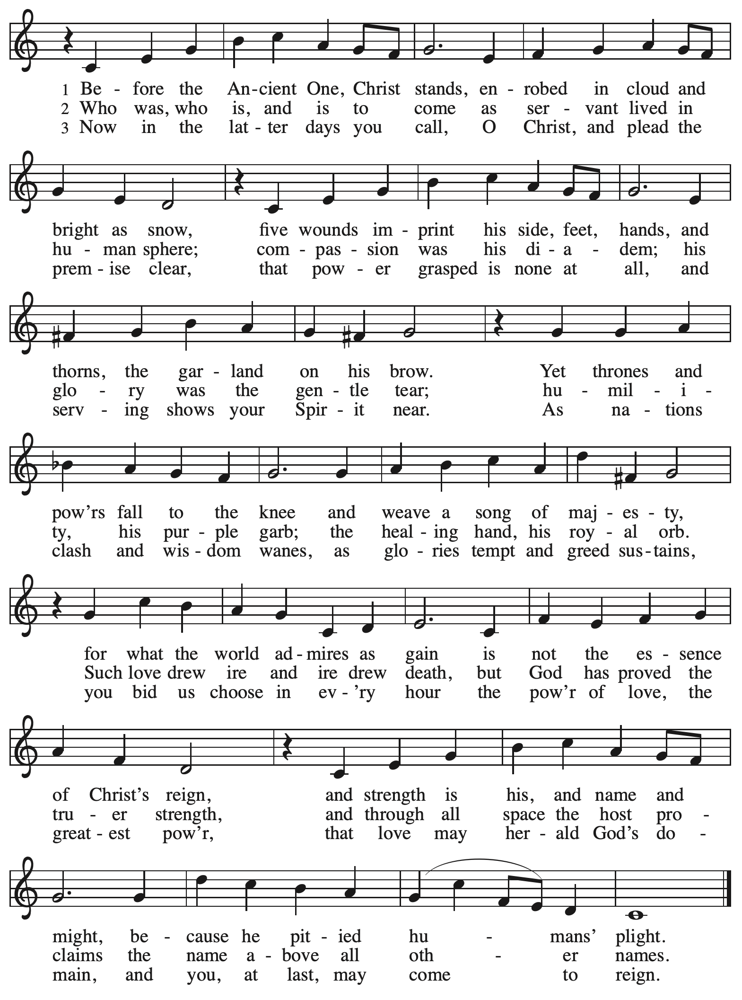 1 Be - fore the An-cient One, Christ stands, en - robed in cloud and
2 Who was, who is, and is to come as ser - vant lived in
3 Now in the lat - ter days you call, O Christ, and plead the
bright as snow, five wounds im - print his side, feet, hands, and
hu - man sphere; com - pas - sion was his di - a - dem; his
prem - ise clear, that pow - er grasped is none at all, and
thorns, the gar - land on his brow. Yet thrones and
glo - ry was the gen - tle tear; hu - mil - i -
serv - ing shows your Spir - it near. As na - tions
pow’rs fall to the knee and weave a song of maj - es - ty,
ty, his pur - ple garb; the heal - ing hand, his roy - al orb.
clash and wis - dom wanes, as glo - ries tempt and greed sus - tains,
for what the world ad - mires as gain is not the es - sence
Such love drew ire and ire drew death, but God has proved the
you bid us choose in ev - ’ry hour the pow’r of love, the
of Christ’s reign, and strength is his, and name and
tru - er strength, and through all space the host pro -
great - est pow’r, that love may her - ald God’s do -
might, be - cause he pit - ied hu - mans’ plight.
claims the name a - bove all oth - er names.
main, and you, at last, may come to reign.